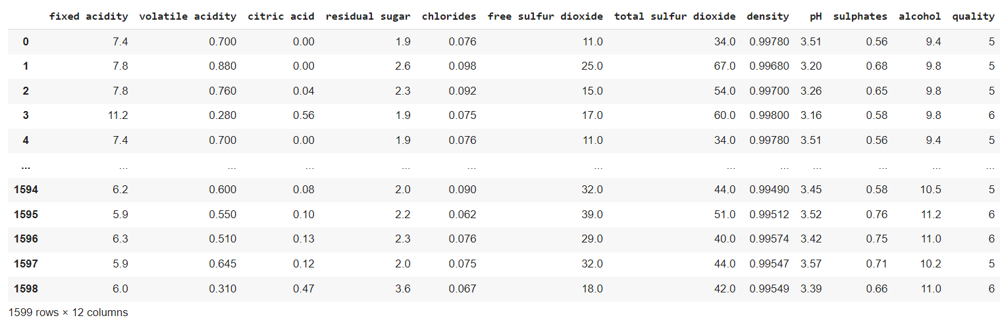 fixed acidity volatile acidity citric acid residual sugar chlorides free sulfur dioxide total sulfur dioxide density pH sulphates alcohol quality
0 7.4 0.700 0.00 1.9 0.076 11.0 34.0 0.99780 3.51 0.56 9.4 5
1 7.8 0.880 0.00 2.6 0.098 25.0 67.0 0.99680 3.20 0.68 9.8 5
2 7.8 0.760 0.04 2.3 0.092 15.0 54.0 0.99700 3.26 0.65 9.8 5
3 11.2 0.280 0.56 1.9 0.075 17.0 60.0 0.99800 3.16 0.58 9.8 6
4 7.4 0.700 0.00 1.9 0.076 11.0 34.0 0.99780 3.51 0.56 9.4 5
... ... ... ... ... ... ... ... ... ... ... ... ...
1594 6.2 0.600 0.08 2.0 0.090 32.0 44.0 0.99490 3.45 0.58 10.5 5
1595 5.9 0.550 0.10 2.2 0.062 39.0 51.0 0.99512 3.52 0.76 11.2 6
1596 6.3 0.510 0.13 2.3 0.076 29.0 40.0 0.99574 3.42 0.75 11.0 6
1597 5.9 0.645 0.12 2.0 0.075 32.0 44.0 0.99547 3.57 0.71 10.2 5
1598 6.0 0.310 0.47 3.6 0.067 18.0 42.0 0.99549 3.39 0.66 11.0 6
1599 rows × 12 columns